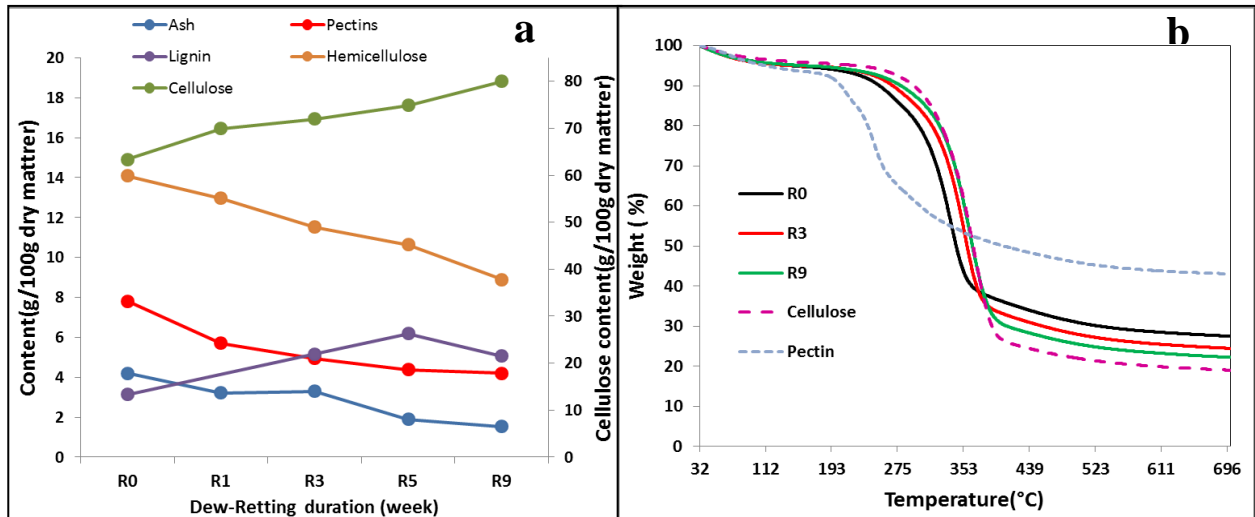 a
Ash
Pectins
Lignin
Hemicellulose
Cellulose
Content(g/100g dry mattrer)
20
18
16
14
12
10
8
6
4
2
0
Cellulose content(g/100g dry mattrer)
80
70
60
50
40
30
20
10
0
R0 R1 R3 R5 R9
Dew-Retting duration (week)
b
Weight ( %)
100
90
80
70
60
50
40
30
20
10
0
R0
R3
R9
Cellulose
Pectin
32 112 193 275 353 439 523 611 696
Temperature(°C)